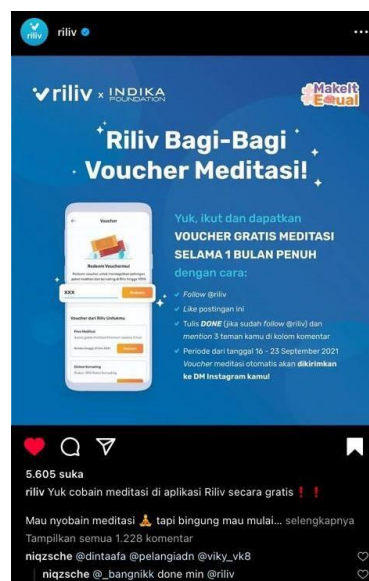 riliv
riliv
riliv × INDIKA FOUNDATION
#MakeIt Equal
Riliv Bagi-Bagi
Voucher Meditasi!
Voucher
Redeem Vouchermu!
XXX
Voucher dari Riliv Untukmu
Yuk, ikut dan dapatkan
VOUCHER GRATIS MEDITASI
SELAMA 1 BULAN PENUH
dengan cara:
Follow @riliv
Like postingan ini
Tulis DONE (jika sudah follow @riliv) dan
mention 3 teman kamu di kolom komentar
Periode dari tanggal 16 - 23 September 2021
Voucher meditasi otomatis akan dikirimkan
ke DM Instagram kamu!
5.605 suka
riliv Yuk cobain meditasi di aplikasi Riliv secara gratis ❗❗
Mau nyobain meditasi 🧘 tapi bingung mau mulai... selengkapnya
Tampilkan semua 1.228 komentar
niqzsche @dintaafa @pelangiadn @viky_vk8
niqzsche @_bangnikk done min @riliv